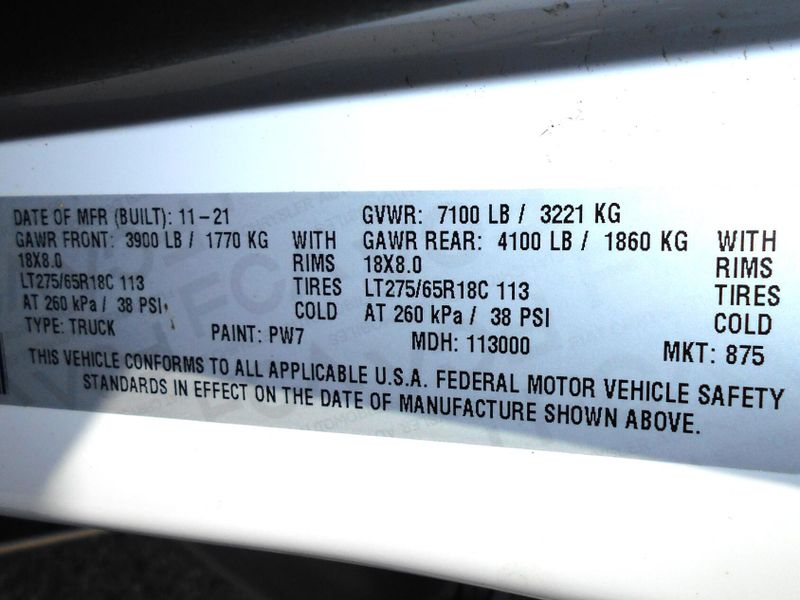 DATE OF MFR (BUILT): 11-21 GVWR: 7100 LB / 3221 KG
GAWR FRONT: 3900 LB / 1770 KG WITH GAWR REAR: 4100 LB / 1860 KG WITH
18X8.0 RIMS 18X8.0 RIMS
LT275/65R18C 113 TIRES LT275/65R18C 113 TIRES
AT 260 kPa / 38 PSI COLD AT 260 kPa / 38 PSI COLD
TYPE: TRUCK PAINT: PW7 MDH: 113000 MKT: 875
THIS VEHICLE CONFORMS TO ALL APPLICABLE U.S.A. FEDERAL MOTOR VEHICLE SAFETY
STANDARDS IN EFFECT ON THE DATE OF MANUFACTURE SHOWN ABOVE.